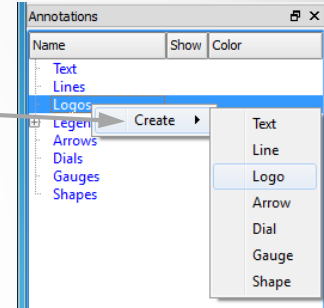 Annotations
Name Show Color
Text
Lines
Logos
Legen
Arrows
Dials
Gauges
Shapes
Create
Text
Line
Logo
Arrow
Dial
Gauge
Shape